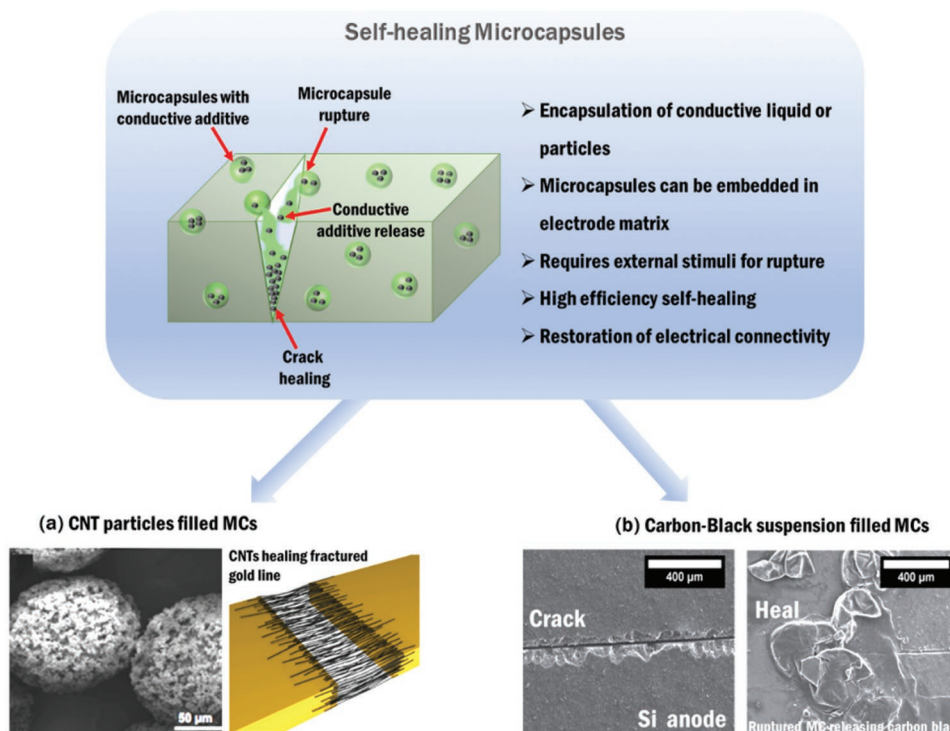 Self-healing Microcapsules
Microcapsules with
conductive additive
Microcapsule
rupture
Conductive
additive release
Crack
healing
➢ Encapsulation of conductive liquid or
particles
➢ Microcapsules can be embedded in
electrode matrix
➢ Requires external stimuli for rupture
➢ High efficiency self-healing
➢ Restoration of electrical connectivity
(a) CNT particles filled MCs
50 µm
CNTs healing fractured
gold line
(b) Carbon-Black suspension filled MCs
400 µm
Crack
Si anode
400 µm
Heal
Ruptured MC releasing carbon bla